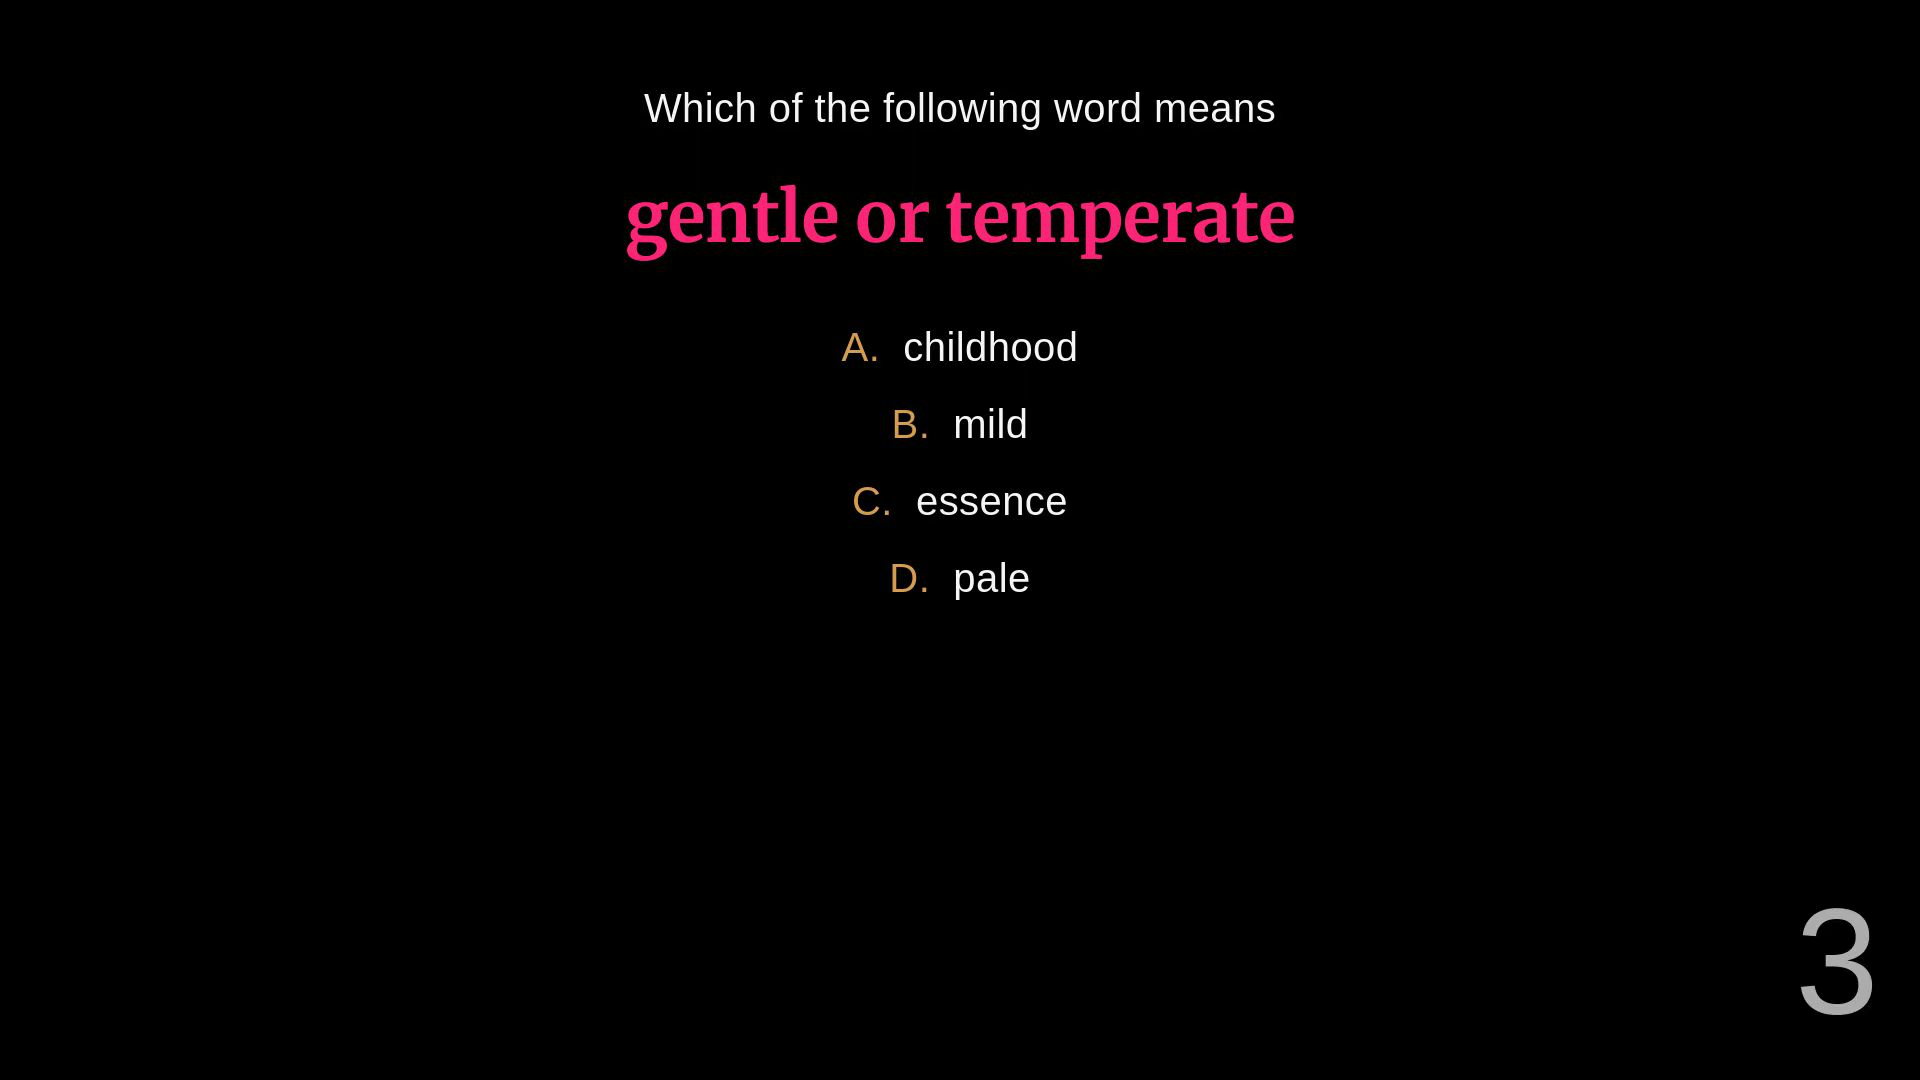 Which of the following word means
gentle or temperate
A. childhood
B. mild
C. essence
D. pale
3